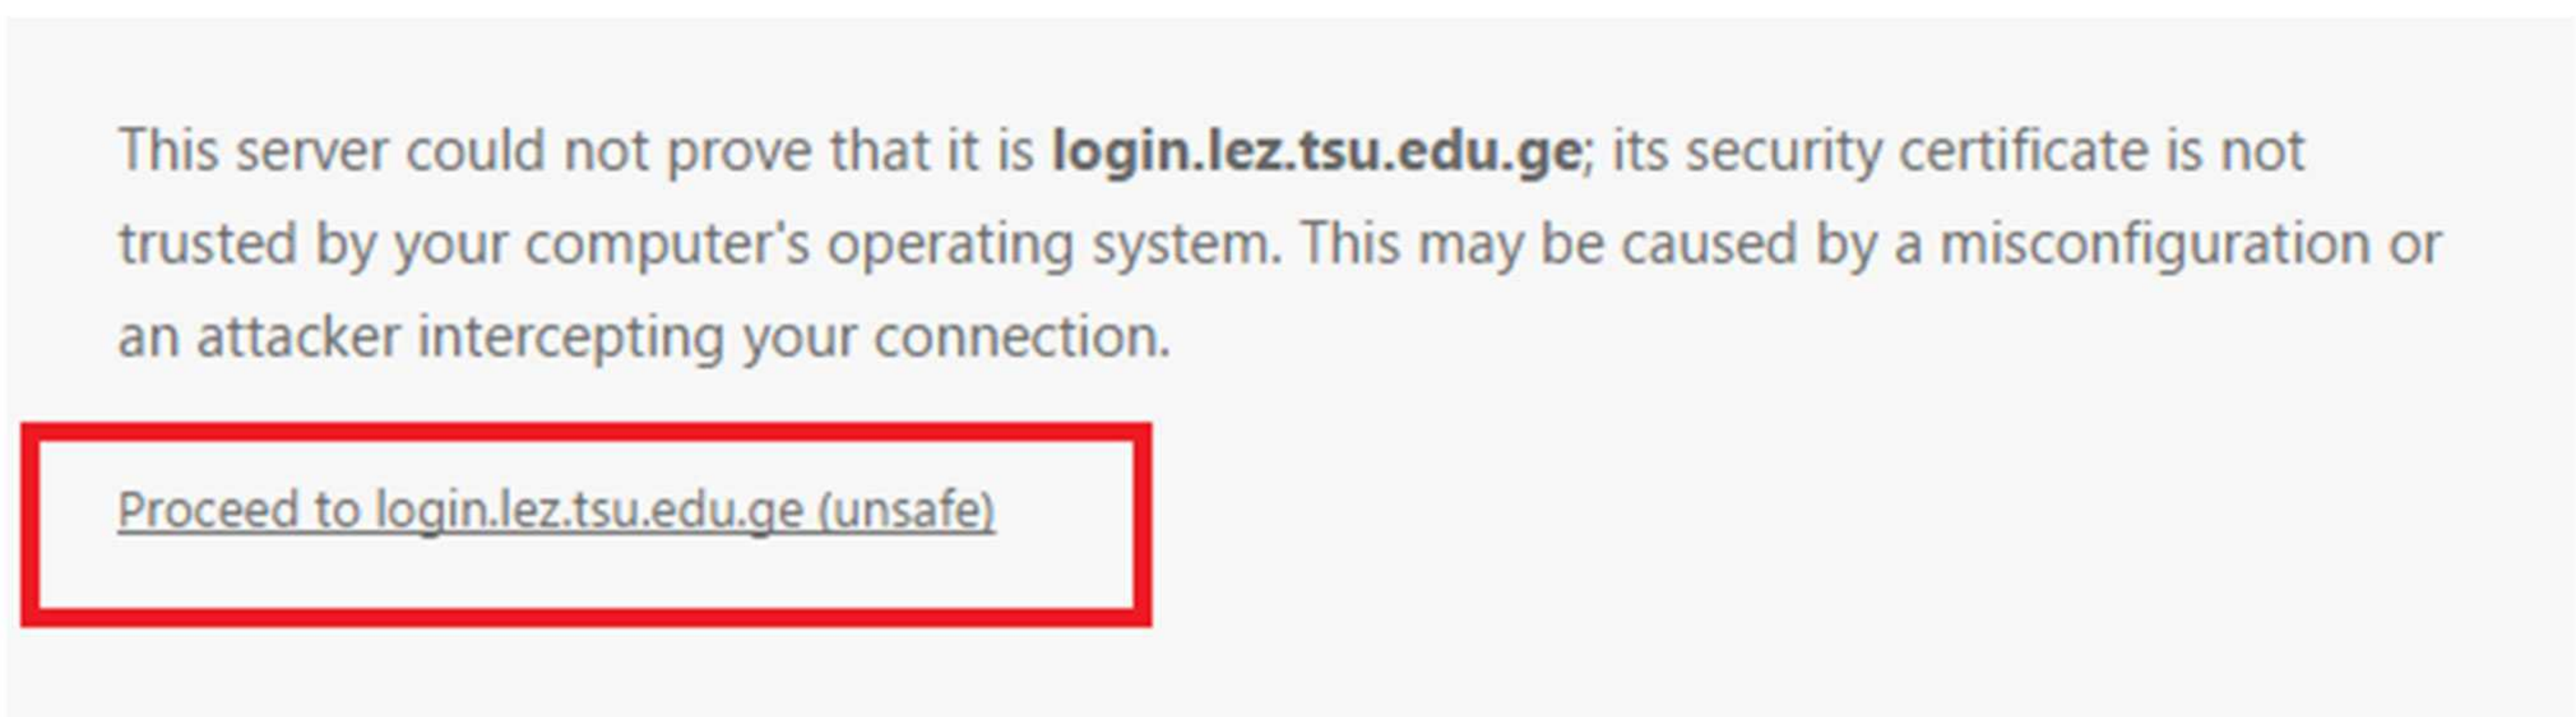 This server could not prove that it is login.lez.tsu.edu.ge; its security certificate is not
trusted by your computer's operating system. This may be caused by a misconfiguration or
an attacker intercepting your connection.
Proceed to login.lez.tsu.edu.ge (unsafe)